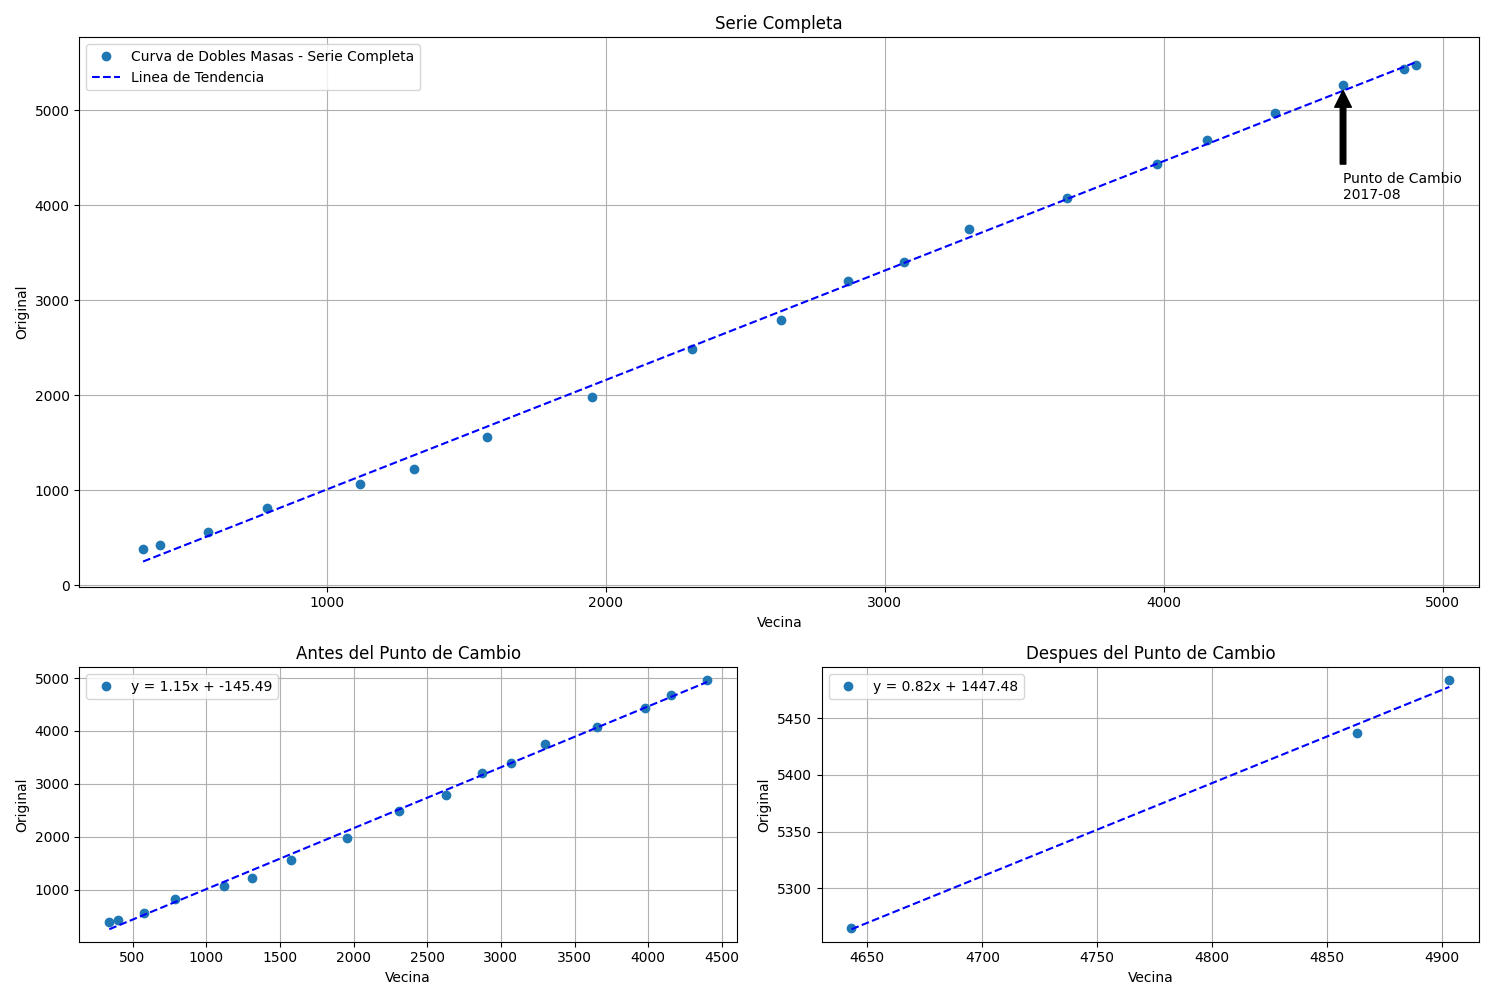 Serie Completa
Curva de Dobles Masas - Serie Completa
Linea de Tendencia
Punto de Cambio
2017-08
Original
5000
4000
3000
2000
1000
0
1000 2000 3000 4000 5000
Vecina
Antes del Punto de Cambio
y = 1.15x + -145.49
Original
5000
4000
3000
2000
1000
500 1000 1500 2000 2500 3000 3500 4000 4500
Vecina
Despues del Punto de Cambio
y = 0.82x + 1447.48
Original
5450
5400
5350
5300
4650 4700 4750 4800 4850 4900
Vecina